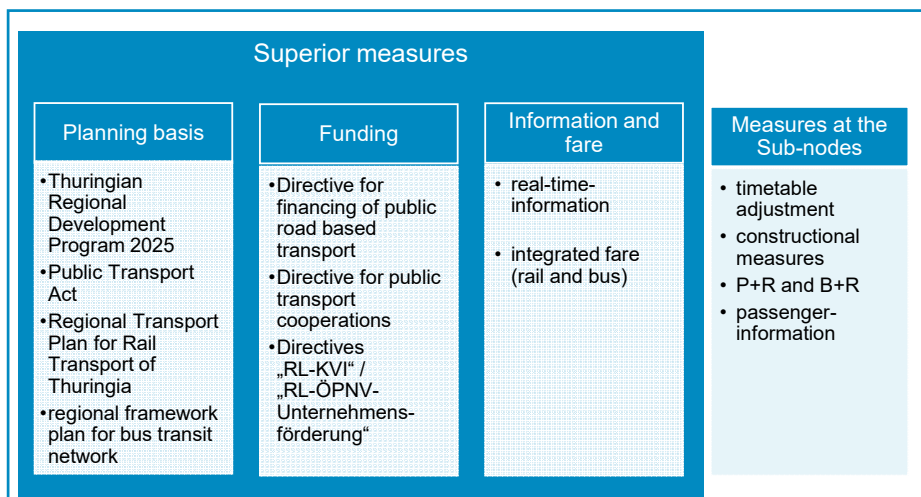 Superior measures
Planning basis
•Thuringian
Regional
Development
Program 2025
•Public Transport
Act
•Regional Transport
Plan for Rail
Transport of
Thuringia
•regional framework
plan for bus transit
network
Funding
•Directive for
financing of public
road based
transport
•Directive for public
transport
cooperations
•Directives
„RL-KVI“ /
„RL-ÖPNV-
Unternehmens-
förderung“
Information and
fare
• real-time-
information
• integrated fare
(rail and bus)
Measures at the
Sub-nodes
• timetable
adjustment
• constructional
measures
• P+R and B+R
• passenger-
information